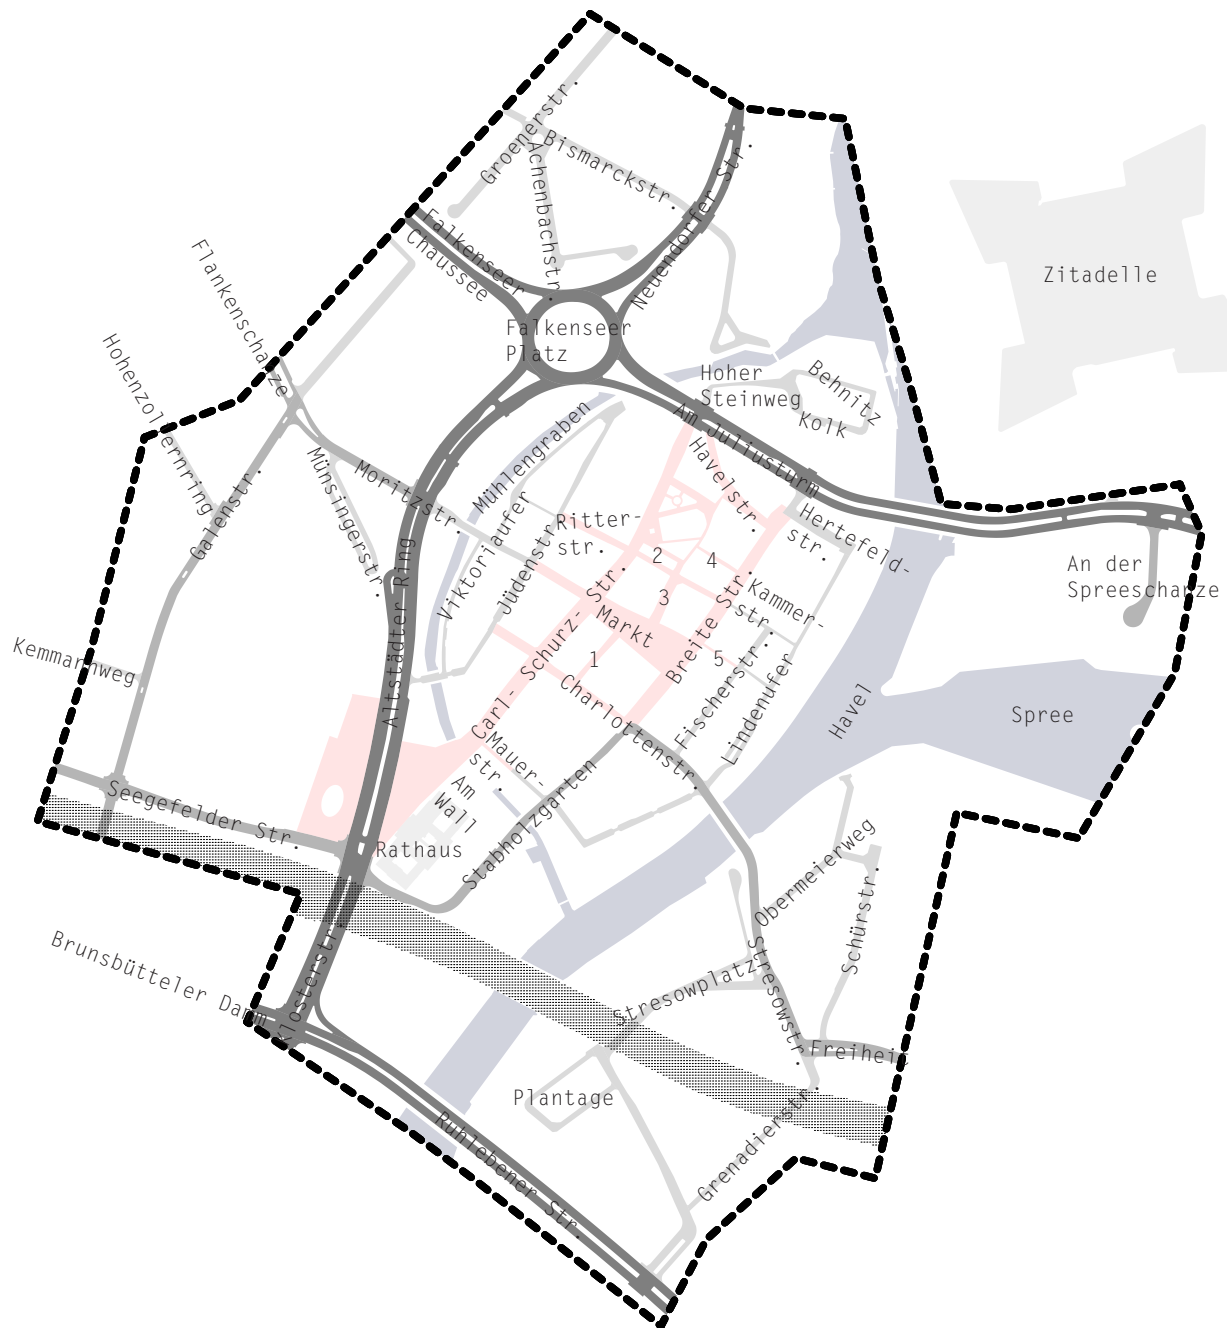 Groenerstr.
Bismarckstr.
Achenbachstr.
Neuendorfer Str.
Falkenseer
Chaussee
Falkenseer
Platz
Zitadelle
Flankenschanze
Hohenzollernring
Galenstr.
Münsingerstr.
Moritzstr.
Mühlengraben
Hoher
Steinweg
Behnitz
Kolk
Am Juliusturm
Havelstr.
Viktoriaufer
Jüdenstr.
Ritter-
str.
2
4
3
Hertefeld-
str.
An der
Spreeschanze
Kammer-
str.
Markt
1
5
Breite Str.
Carl- Schurz- Str.
Altstädter Ring
Kemmannweg
Charlottenstr.
Fischerstr.
Lindenufer
Havel
Spree
Mauer-
str.
Am
Wall
Stabholzgarten
Seegefelder Str.
Rathaus
Obermeierweg
Schürstr.
Brunsbütteler Damm
Klosterstr.
Stresowplatz
Stresowstr.
Freiheit
Plantage
Grenadierstr.
Ruhlebener Str.